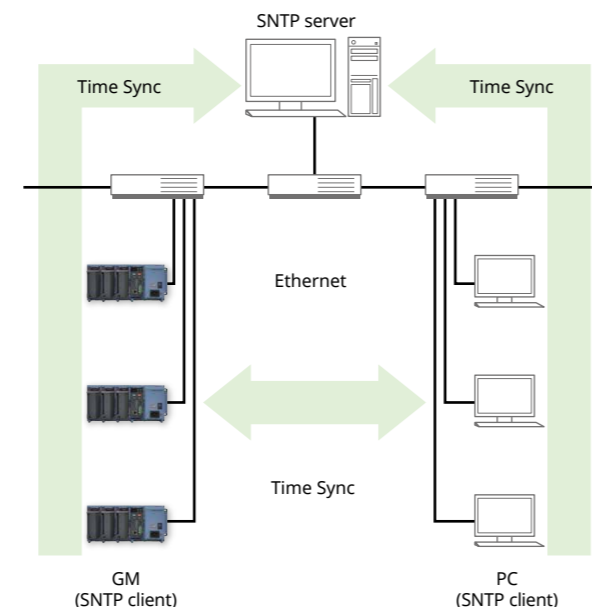 SNTP server
Time Sync
Time Sync
Ethernet
Time Sync
GM
(SNTP client)
PC
(SNTP client)